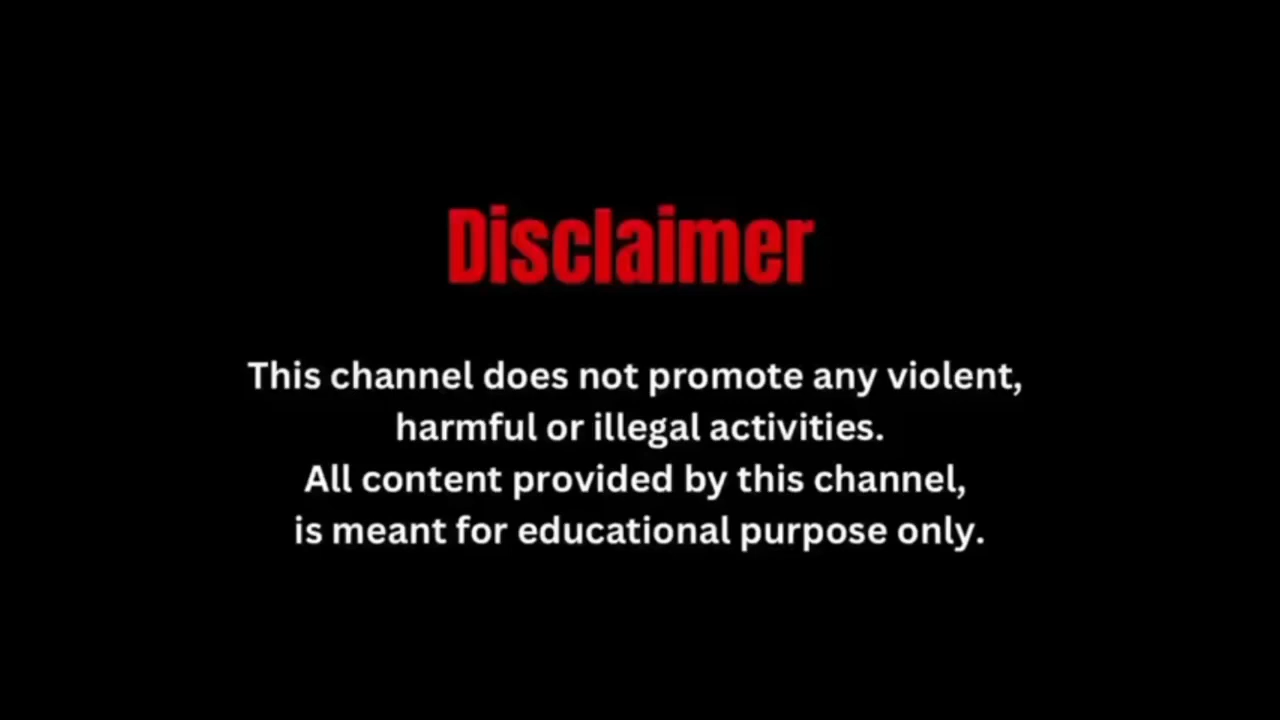 Disclaimer
This channel does not promote any violent,
harmful or illegal activities.
All content provided by this channel,
is meant for educational purpose only.